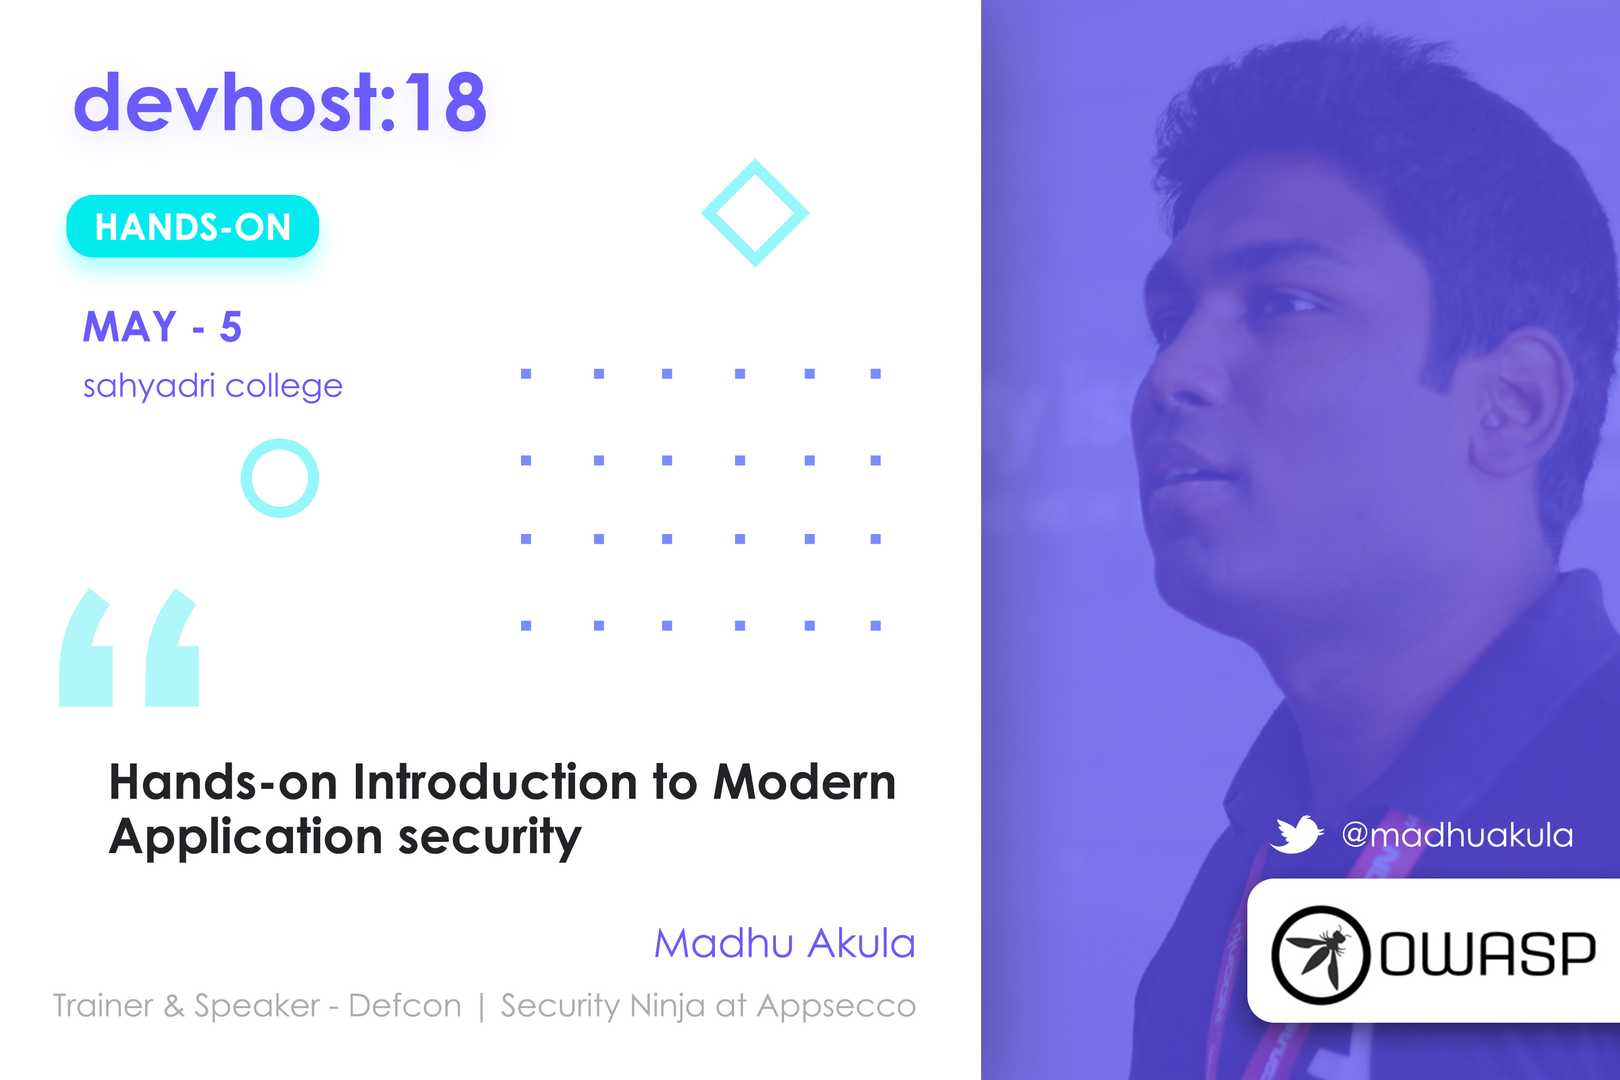 devhost:18
HANDS-ON
MAY - 5
sahyadri college
“
Hands-on Introduction to Modern
Application security
Madhu Akula
Trainer & Speaker - Defcon | Security Ninja at Appsecco
@madhuakula
OWASP